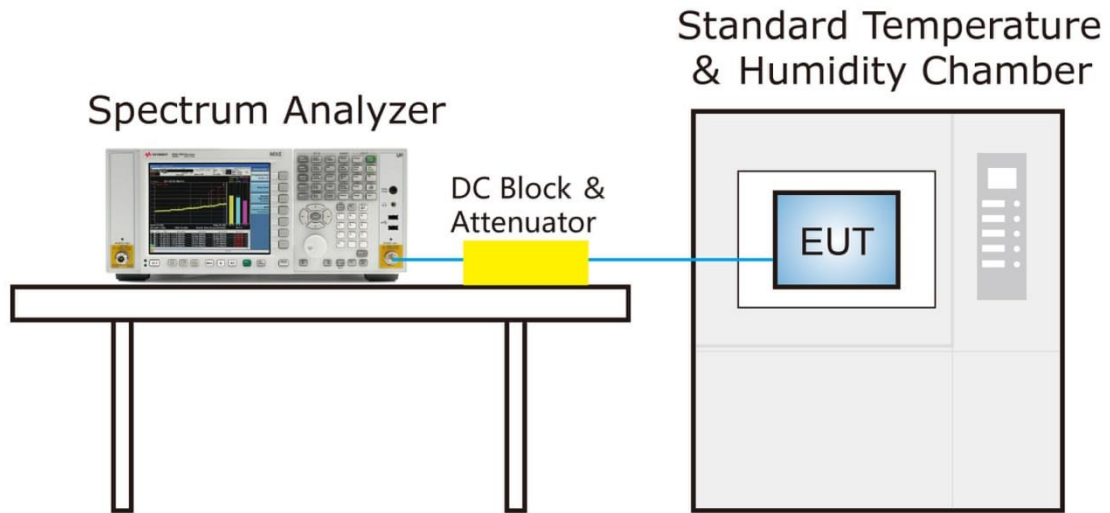 Standard Temperature
& Humidity Chamber
Spectrum Analyzer
DC Block &
Attenuator
EUT